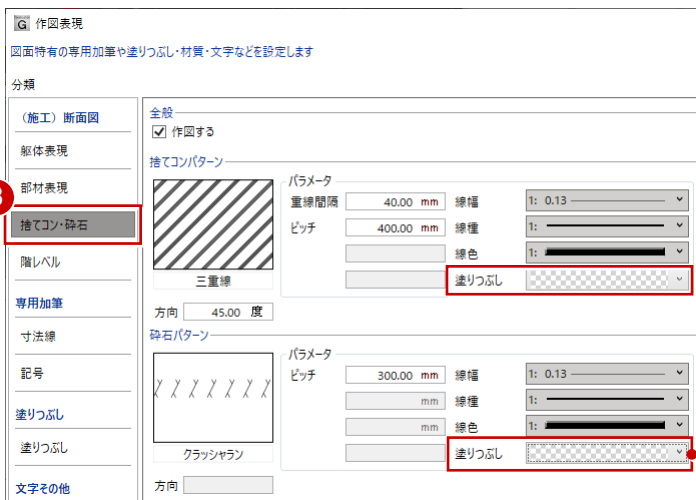 G 作図表現
図面特有の専用加筆や塗りつぶし・材質・文字などを設定します
分類
（施工）断面図
躯体表現
部材表現
捨てコン・砕石
階レベル
専用加筆
寸法線
記号
塗りつぶし
塗りつぶし
文字その他
全般
作図する
捨てコンパターン
三重線
方向 45.00 度
パラメータ
重線間隔 40.00 mm 線幅 1: 0.13
ピッチ 400.00 mm 線種 1:
線色 1:
塗りつぶし
砕石パターン
クラッシャラン
方向
パラメータ
ピッチ 300.00 mm 線幅 1: 0.13
mm 線種 1:
mm 線色 1:
塗りつぶし